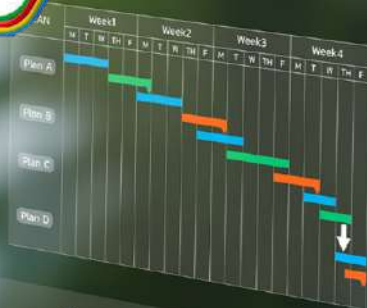 AN
Week1 Week2 Week3 Week4
M T W TH F M T W TH F M T W TH F M T W TH F
Plan A
Plan B
Plan C
Plan D